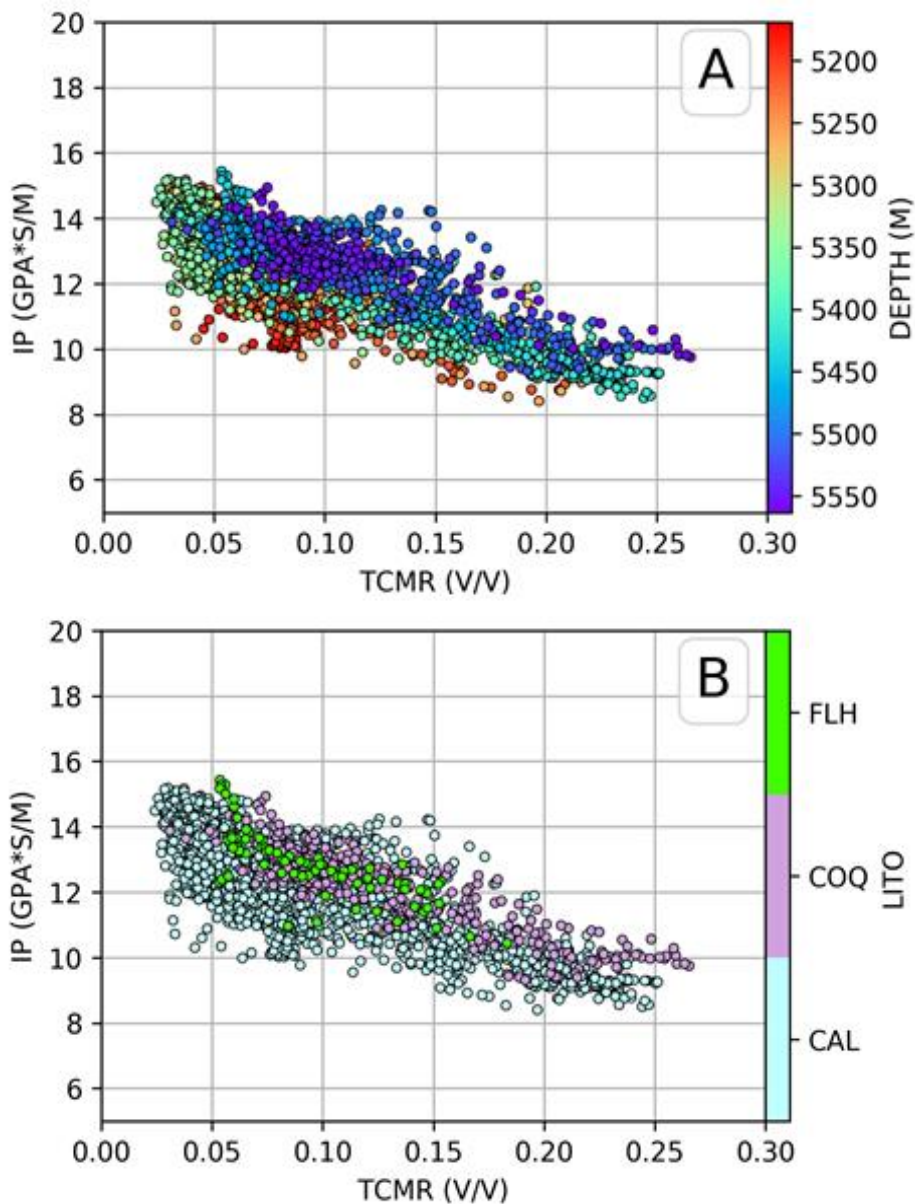 A
20
18
16
14
12
10
8
6
IP (GPA*S/M)
0.00 0.05 0.10 0.15 0.20 0.25 0.30
TCMR (V/V)
5200
5250
5300
5350
5400
5450
5500
5550
DEPTH (M)
B
20
18
16
14
12
10
8
6
IP (GPA*S/M)
0.00 0.05 0.10 0.15 0.20 0.25 0.30
TCMR (V/V)
FLH
COQ
CAL
LITO